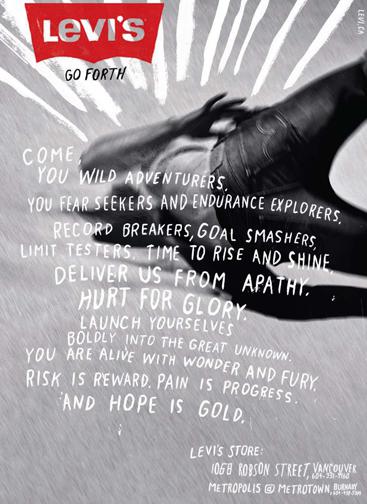 LEVI'S
GO FORTH
LEVI.CA
COME,
YOU WILD ADVENTURERS,
YOU FEAR SEEKERS AND ENDURANCE EXPLORERS,
RECORD BREAKERS, GOAL SMASHERS,
LIMIT TESTERS. TIME TO RISE AND SHINE.
DELIVER US FROM APATHY.
HURT FOR GLORY.
LAUNCH YOURSELVES
BOLDLY INTO THE GREAT UNKNOWN.
YOU ARE ALIVE WITH WONDER AND FURY.
RISK IS REWARD. PAIN IS PROGRESS.
AND HOPE IS GOLD.
LEVI'S STORE:
1068 ROBSON STREET, VANCOUVER
METROPOLIS @ METROTOWN, BURNABY